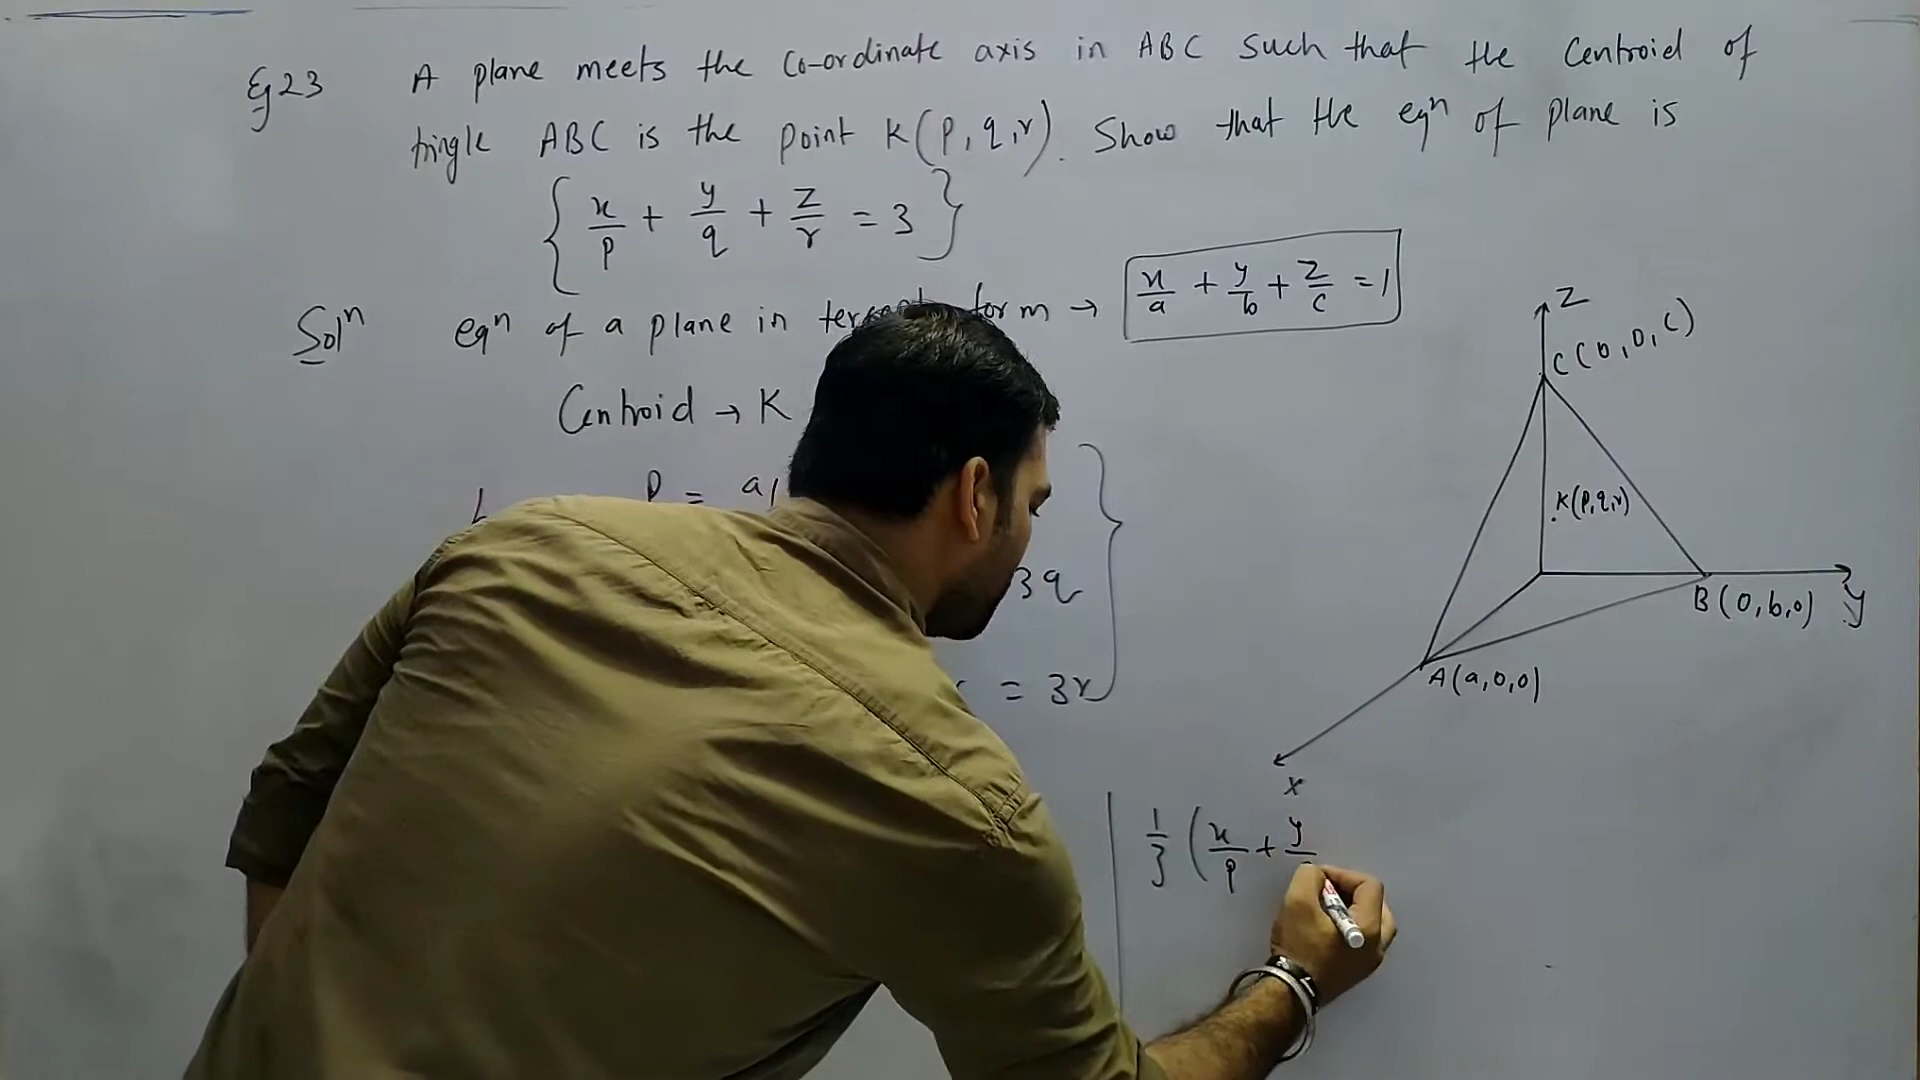 Eg 23 A plane meets the Co-ordinate axis in ABC such that the Centroid of
tringle ABC is the point K(p, q, r). Show that the eqⁿ of plane is
{ x/p + y/q + z/r = 3 }
Solⁿ eqⁿ of a plane in form → x/a + y/b + z/c = 1
Centroid → K
p = a
3q
= 3r
1/3 ( x/p + y
Z
C(0, 0, c)
K(p, q, r)
B(0, b, 0) y
A(a, 0, 0)
x